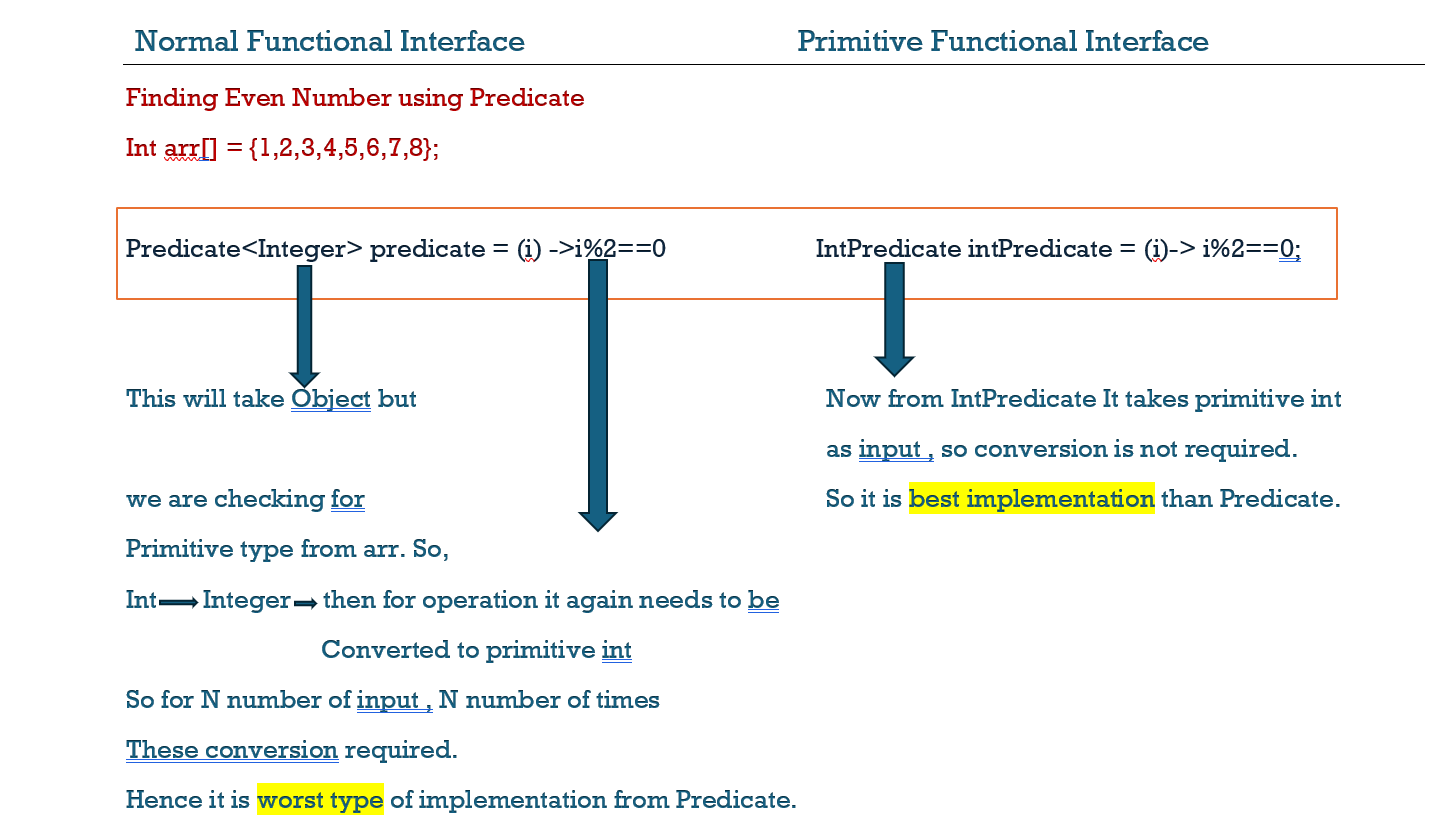 Normal Functional Interface
Primitive Functional Interface
Finding Even Number using Predicate
Int arr[] = {1,2,3,4,5,6,7,8};
Predicate<Integer> predicate = (i) ->i%2==0
IntPredicate intPredicate = (i)-> i%2==0;
This will take Object but
we are checking for
Primitive type from arr. So,
Int Integer then for operation it again needs to be
Converted to primitive int
So for N number of input , N number of times
These conversion required.
Hence it is worst type of implementation from Predicate.
Now from IntPredicate It takes primitive int
as input , so conversion is not required.
So it is best implementation than Predicate.